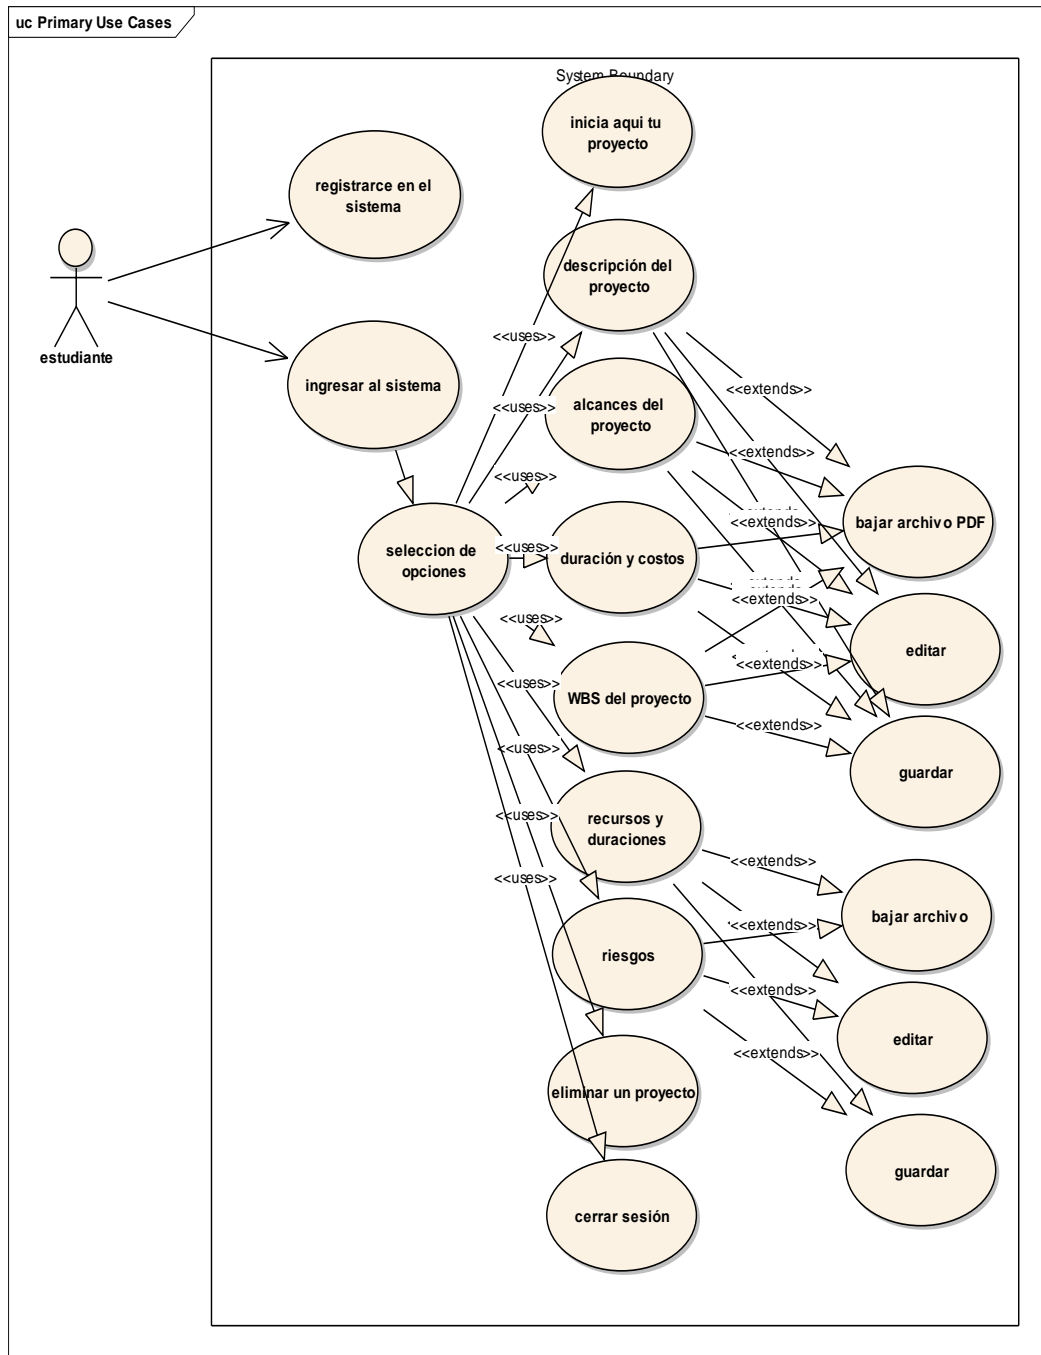 uc Primary Use Cases
System Boundary
inicia aqui tu
proyecto
registrarce en el
sistema
estudiante
descripción del
proyecto
ingresar al sistema
alcances del
proyecto
seleccion de
opciones
duración y costos
WBS del proyecto
recursos y
duraciones
riesgos
eliminar un proyecto
cerrar sesión
<<uses>>
<<uses>>
<<uses>>
<<uses>>
<<uses>>
<<uses>>
<<uses>>
<<uses>>
<<uses>>
<<extends>>
<<extends>>
<<extends>>
<<extends>>
<<extends>>
bajar archivo PDF
editar
guardar
<<extends>>
<<extends>>
<<extends>>
<<extends>>
bajar archivo
editar
guardar